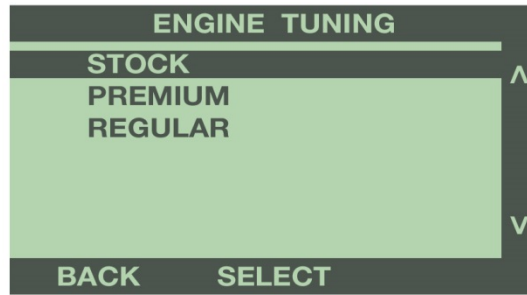 ENGINE TUNING
STOCK
PREMIUM
REGULAR
BACK SELECT